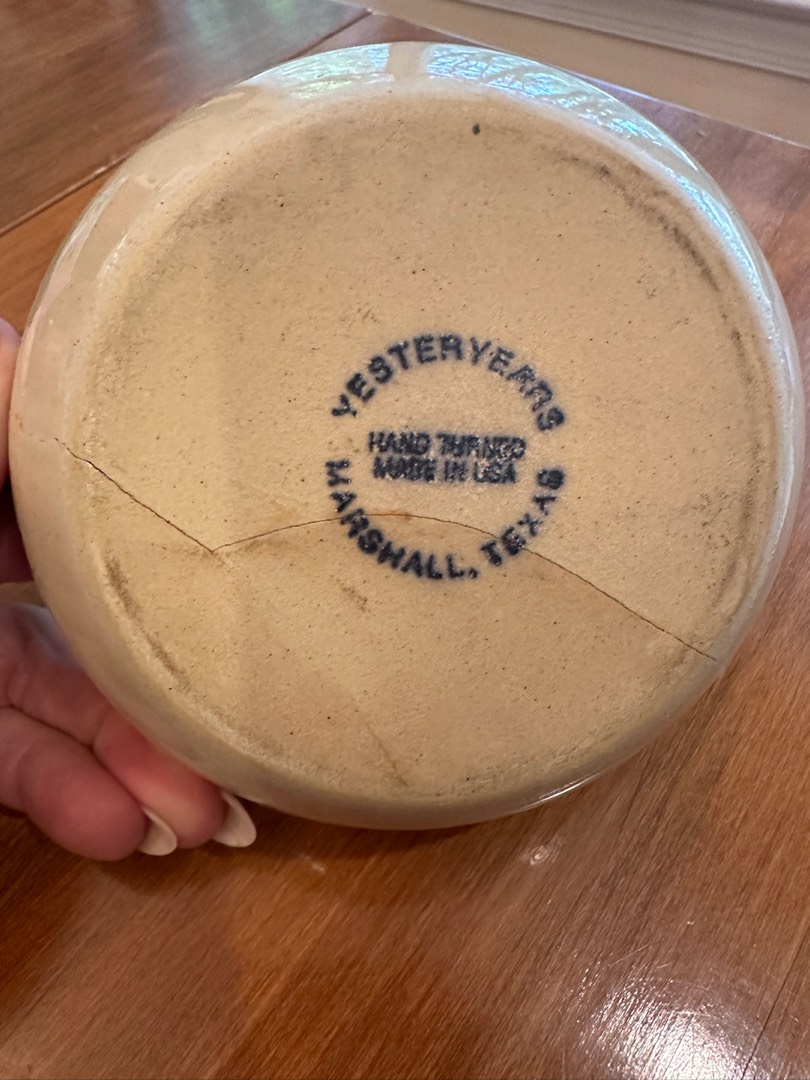 YESTERYEARS
HAND TURNED
MADE IN USA
MARSHALL, TEXAS